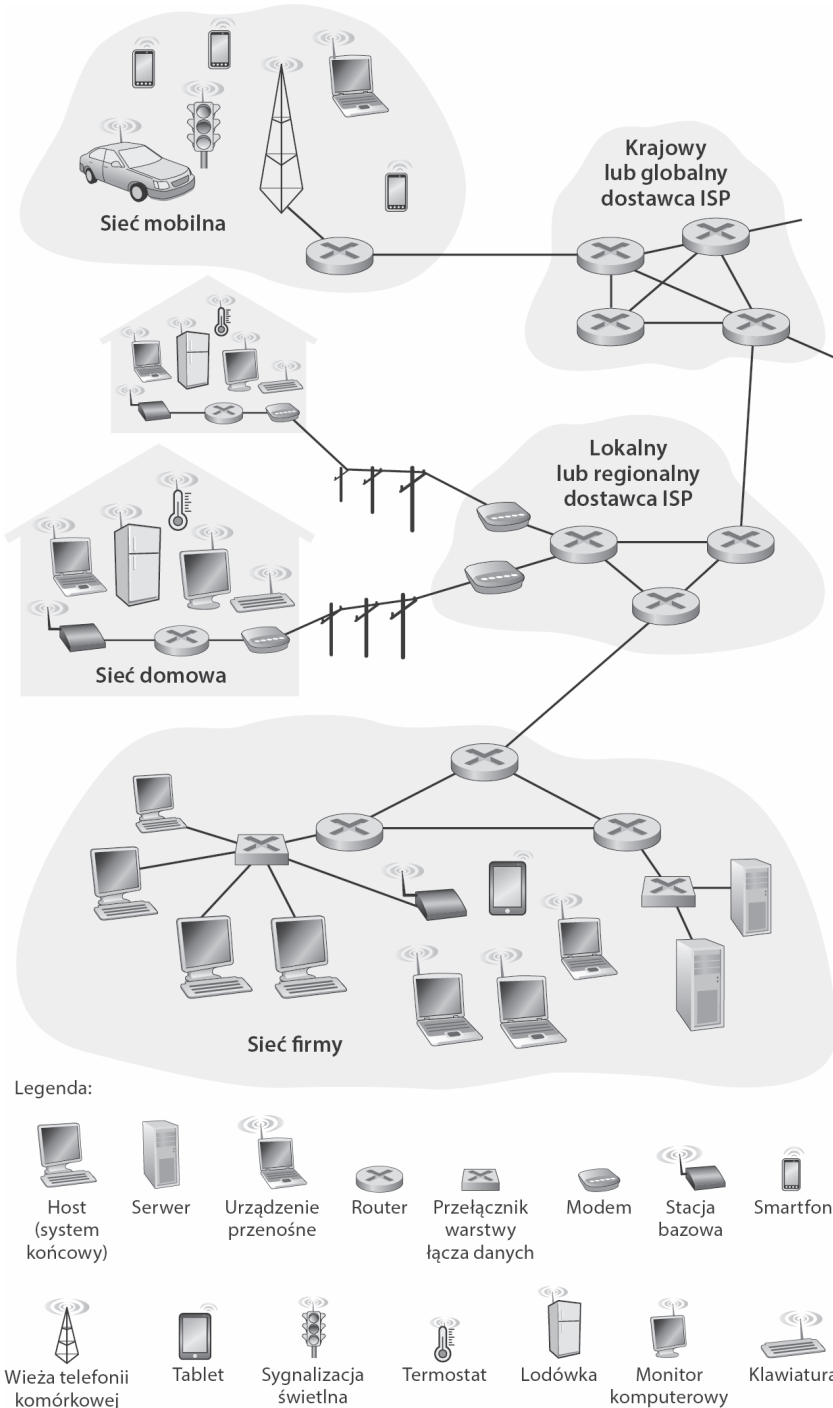 Sieć mobilna
Krajowy
lub globalny
dostawca ISP
Lokalny
lub regionalny
dostawca ISP
Sieć domowa
Sieć firmy
Legenda:
Host
(system
końcowy)
Serwer
Urządzenie
przenośne
Router
Przełącznik
warstwy
łącza danych
Modem
Stacja
bazowa
Smartfon
Wieża telefonii
komórkowej
Tablet
Sygnalizacja
świetlna
Termostat
Lodówka
Monitor
komputerowy
Klawiatura